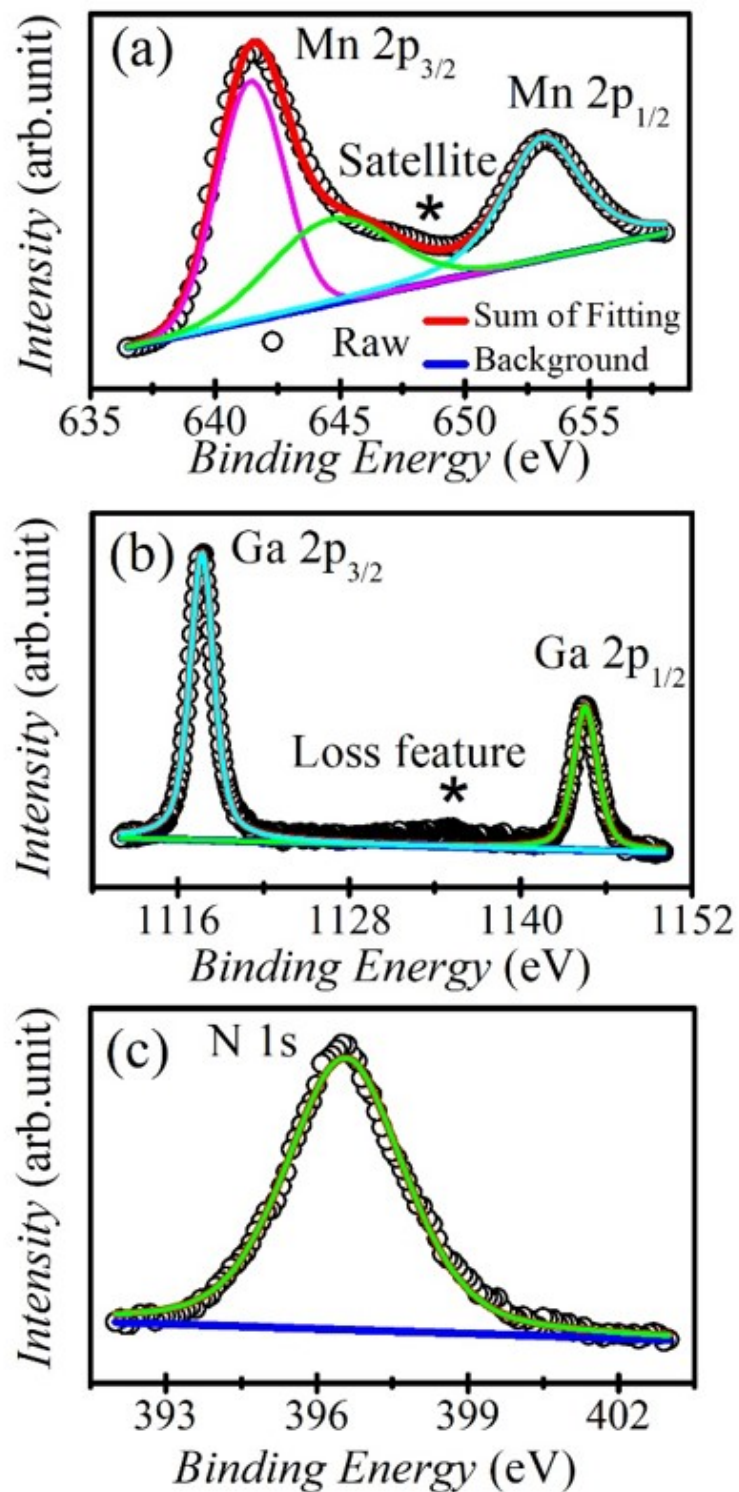 (a) Mn 2p3/2
Mn 2p1/2
Satellite
*
Sum of Fitting
Raw
Background
Intensity (arb.unit)
635 640 645 650 655
Binding Energy (eV)
(b) Ga 2p3/2
Ga 2p1/2
Loss feature
*
Intensity (arb.unit)
1116 1128 1140 1152
Binding Energy (eV)
(c) N 1s
Intensity (arb.unit)
393 396 399 402
Binding Energy (eV)